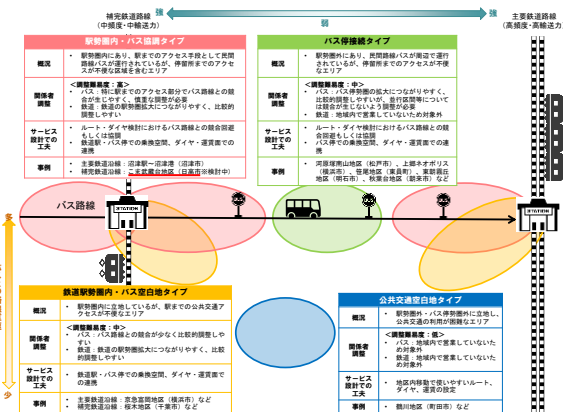 補完鉄道路線
(中頻度・中輸送力)
強
弱
強
主要鉄道路線
(高頻度・高輸送力)
駅勢圏内・バス協調タイプ
概況
• 駅勢圏内にあり、駅までのアクセス手段として民間
路線バスが運行されているが、停留所までのアクセ
スが不便な区域を含むエリア
関係者
調整
＜調整難易度：高＞
• バス：特に駅までのアクセス部分でバス路線との競
合が生じやすく、慎重な調整が必要
• 鉄道：鉄道の駅勢圏拡大につながりやすく、比較的
調整しやすい
サービス
設計での
工夫
• ルート・ダイヤ検討におけるバス路線との競合回避
もしくは協調
• 鉄道駅・バス停での乗換空間、ダイヤ・運賃面での
連携
事例
• 主要鉄道沿線：沼津駅～沼津港（沼津市）
• 補完鉄道沿線：こま武蔵台地区（日高市※検討中）
バス停接続タイプ
概況
• 駅勢圏外にあり、民間路線バスが周辺で運行
されているが、停留所までのアクセスが不便
なエリア
関係者
調整
＜調整難易度：中＞
• バス：バス停勢圏の拡大につながりやすく、
比較的調整しやすいが、並行区間等について
は競合が生じないよう調整が必要
• 鉄道：地域内で営業していないため対象外
サービス
設計での
工夫
• ルート・ダイヤ検討におけるバス路線との競
合回避もしくは協調
• バス停での乗換空間、ダイヤ・運賃面での連
携
事例
• 河原塚南山地区（松戸市）、上郷ネオポリス
（横浜市）、笹尾地区（東員町）、東朝霧丘
地区（明石市）、秋葉台地区（朝来市）など
バス路線
STATION
BUS
BUS
BUS
STATION
多
少
鉄道駅勢圏内・バス空白地タイプ
概況
• 駅勢圏内に立地しているが、駅までの公共交通ア
クセスが不便なエリア
関係者
調整
＜調整難易度：中＞
• バス：バス路線との競合が少なく比較的調整しや
すい
• 鉄道：鉄道の駅勢圏拡大につながりやすく、比較
的調整しやすい
サービス
設計での
工夫
• 鉄道駅・バス停での乗換空間、ダイヤ・運賃面で
の連携
事例
• 主要鉄道沿線：京急富岡地区（横浜市）など
• 補完鉄道沿線：桜木地区（千葉市）など
公共交通空白地タイプ
概況
• 駅勢圏外・バス停勢圏外に立地し、
公共交通の利用が困難なエリア
関係者
調整
＜調整難易度：低＞
• バス：地域内で営業していないた
め対象外
• 鉄道：地域内で営業していないた
め対象外
サービス
設計での
工夫
• 地区内移動で使いやすいルート、
ダイヤ、運賃の設定
事例
• 鶴川地区（町田市）など